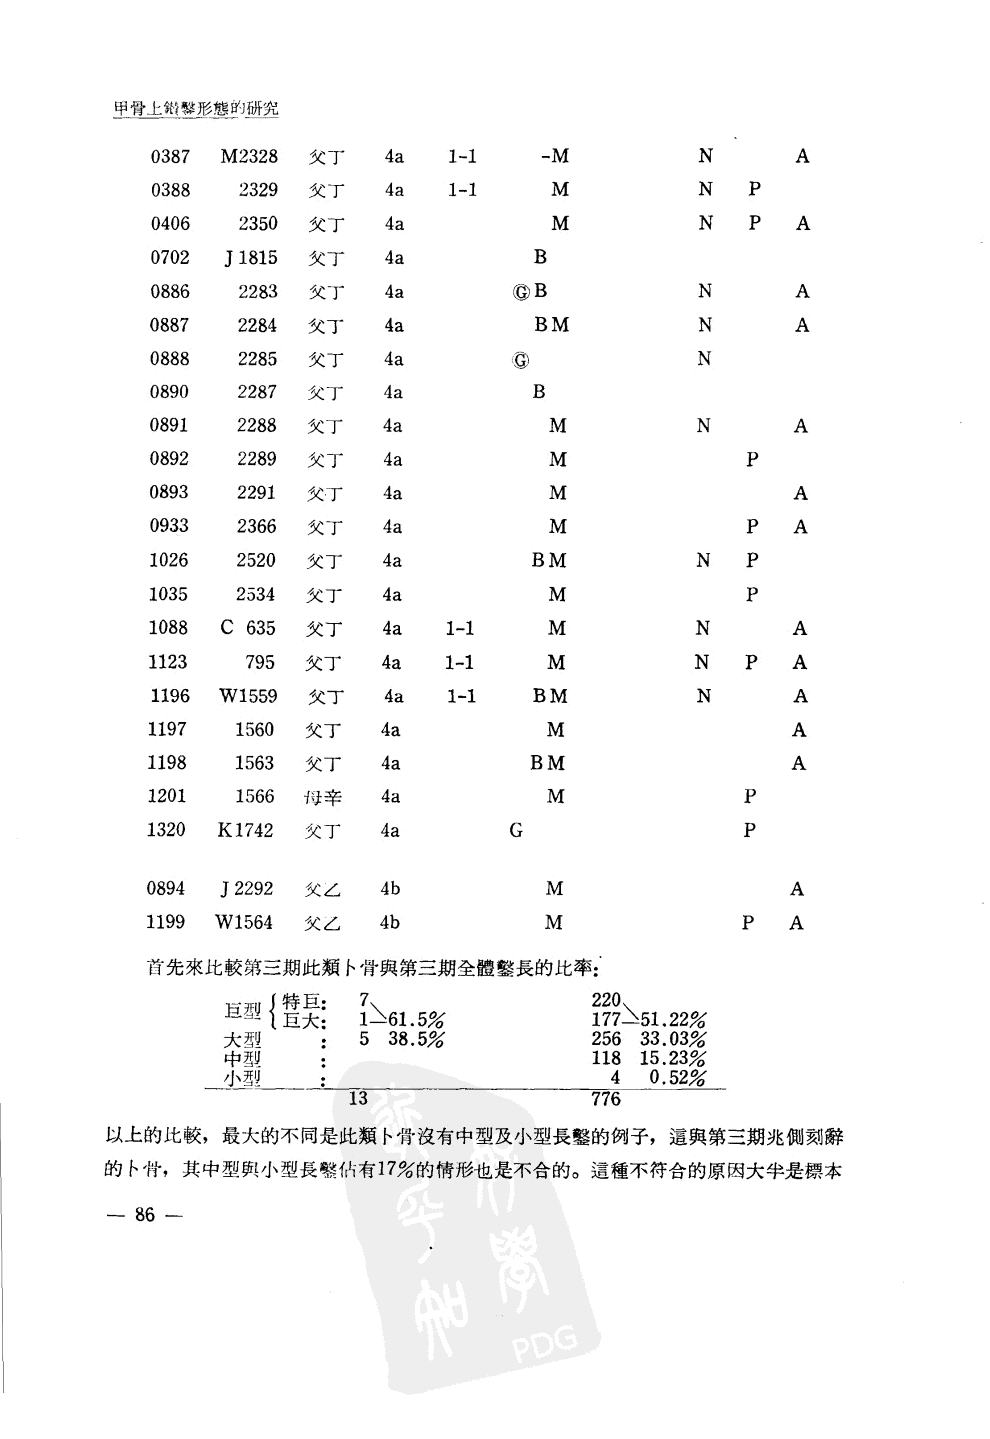 甲骨上鑽鑿形態的研究
0387 M2328 父丁 4a 1-1 -M N A
0388 2329 父丁 4a 1-1 M N P
0406 2350 父丁 4a M N P A
0702 J1815 父丁 4a B
0886 2283 父丁 4a Ⓖ B N A
0887 2284 父丁 4a B M N A
0888 2285 父丁 4a Ⓖ N
0890 2287 父丁 4a B
0891 2288 父丁 4a M N A
0892 2289 父丁 4a M P
0893 2291 父丁 4a M A
0933 2366 父丁 4a M P A
1026 2520 父丁 4a B M N P
1035 2534 父丁 4a M P
1088 C 635 父丁 4a 1-1 M N A
1123 795 父丁 4a 1-1 M N P A
1196 W1559 父丁 4a 1-1 B M N A
1197 1560 父丁 4a M A
1198 1563 父丁 4a B M A
1201 1566 母辛 4a M P
1320 K1742 父丁 4a G P
0894 J2292 父乙 4b M A
1199 W1564 父乙 4b M P A
首先來比較第三期此類卜骨與第三期全體鑿長的比率：
巨型 特巨： 7 220
巨大： 1 61.5% 177 51.22%
大型 ： 5 38.5% 256 33.03%
中型 ： 118 15.23%
小型 ： 4 0.52%
13 776
以上的比較，最大的不同是此類卜骨沒有中型及小型長鑿的例子，這與第三期兆側刻辭
的卜骨，其中型與小型長鑿佔有17%的情形也是不合的。這種不符合的原因大半是標本
— 86 —
PDG